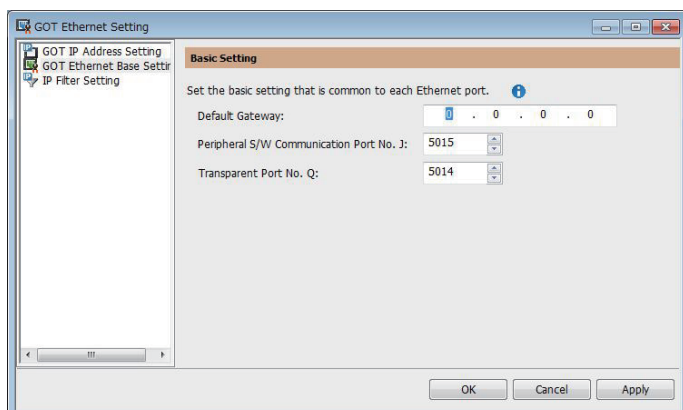 GOT Ethernet Setting
GOT IP Address Setting
GOT Ethernet Base Settir
IP Filter Setting
Basic Setting
Set the basic setting that is common to each Ethernet port.
Default Gateway: 0 . 0 . 0 . 0
Peripheral S/W Communication Port No. J: 5015
Transparent Port No. Q: 5014
OK Cancel Apply